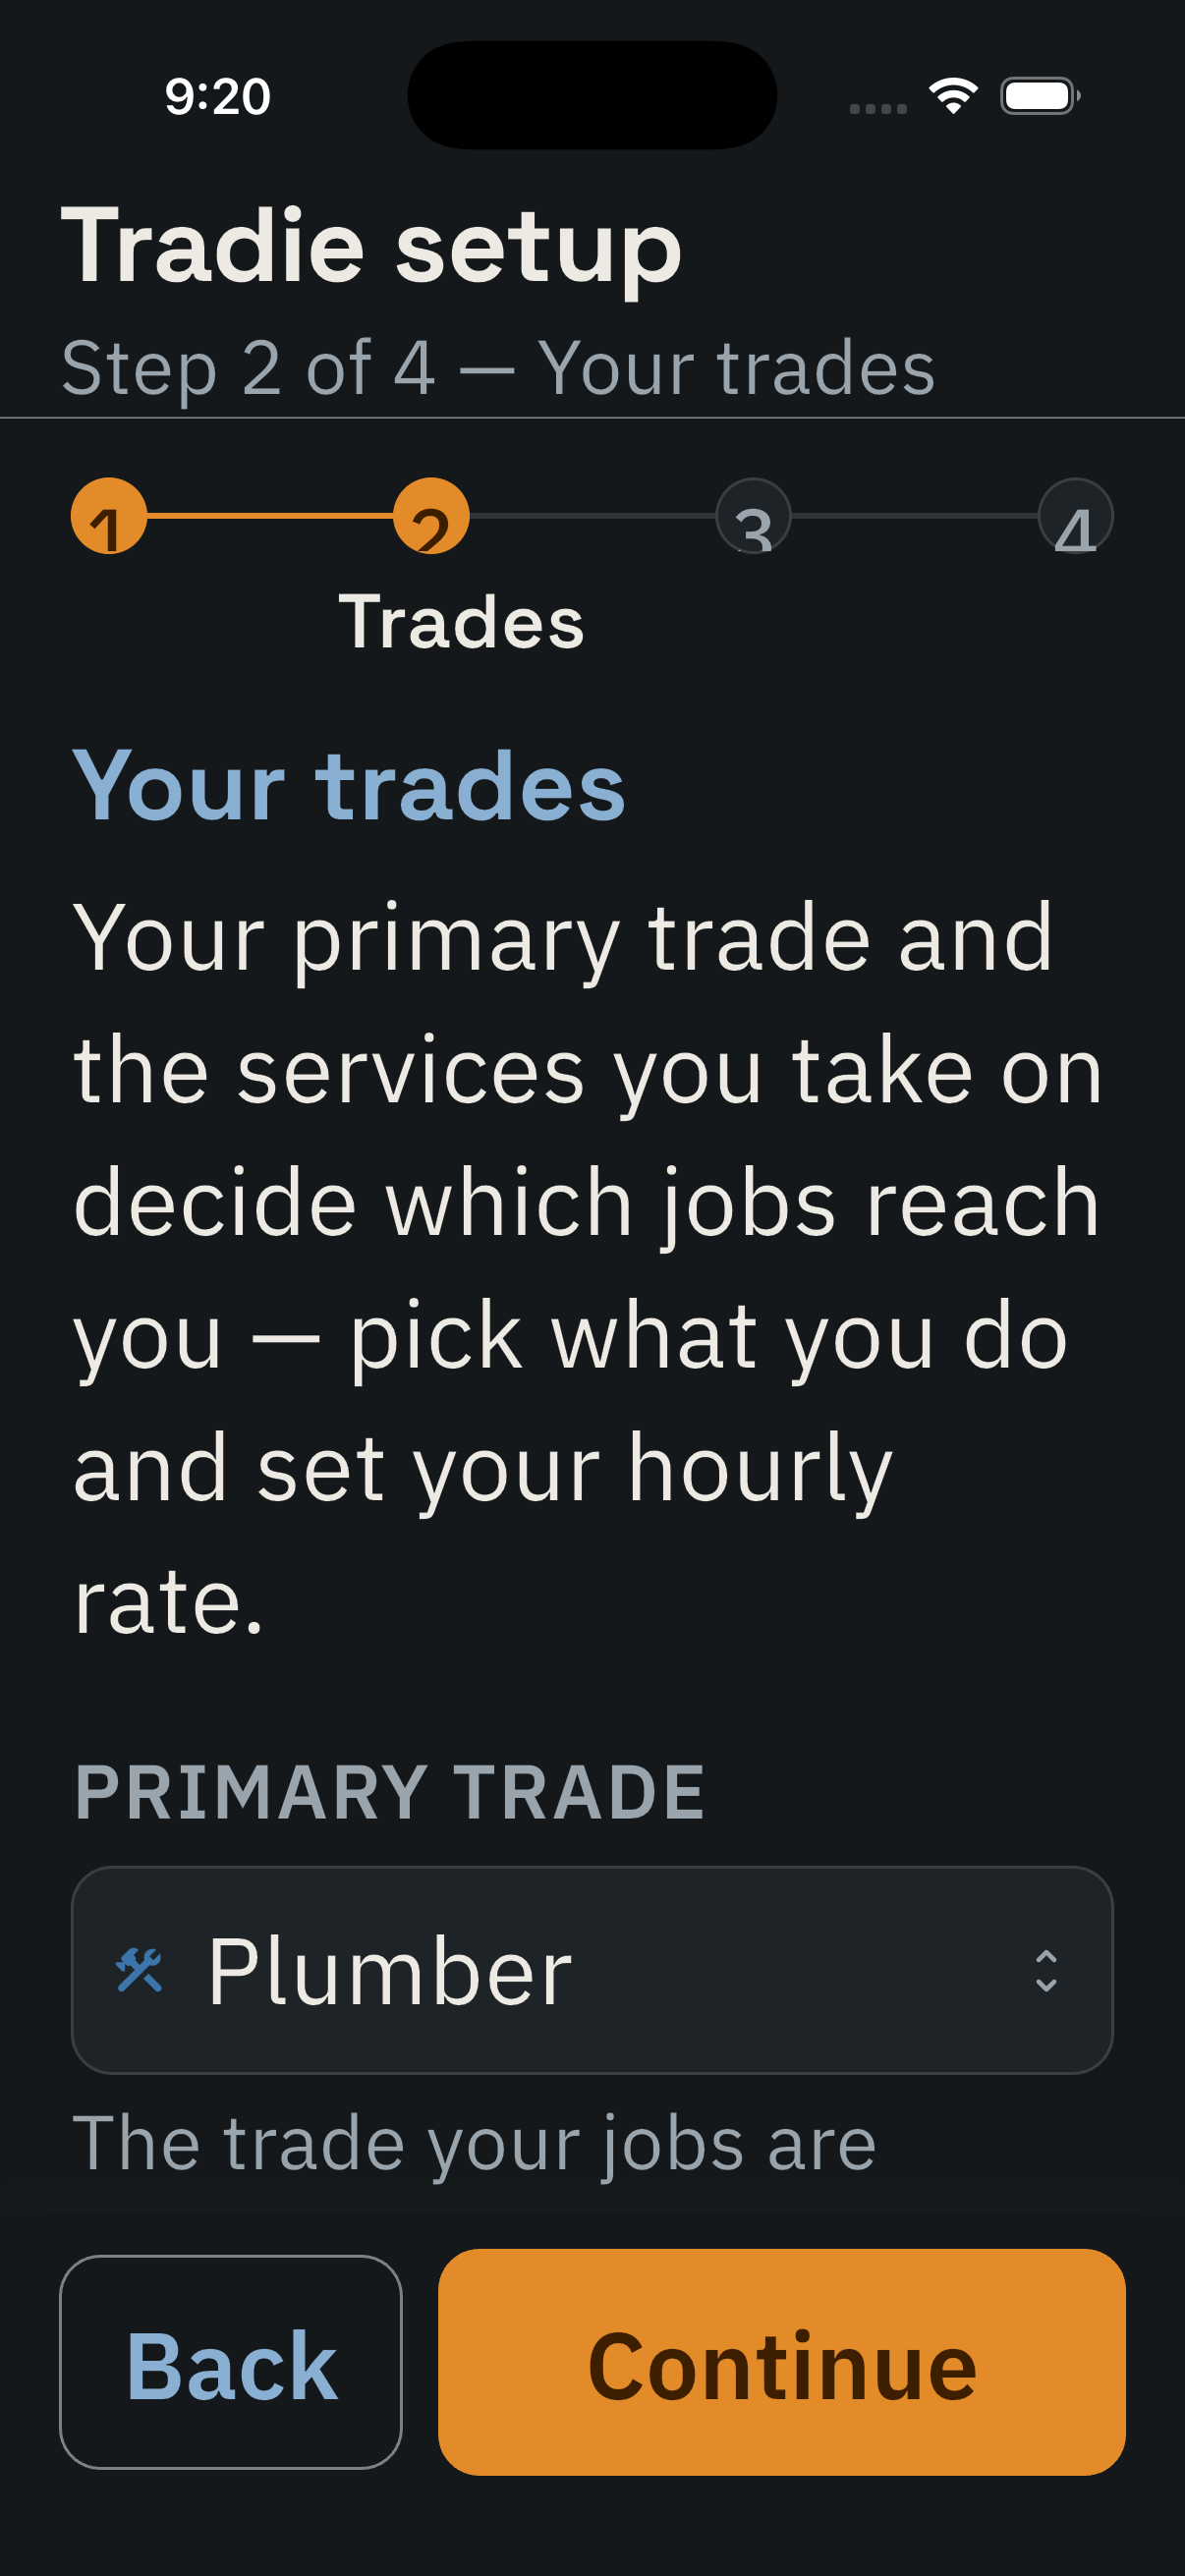 9:20
Tradie setup
Step 2 of 4 — Your trades
1 2 3 4
Trades
Your trades
Your primary trade and
the services you take on
decide which jobs reach
you — pick what you do
and set your hourly
rate.
PRIMARY TRADE
Plumber
The trade your jobs are
Back
Continue